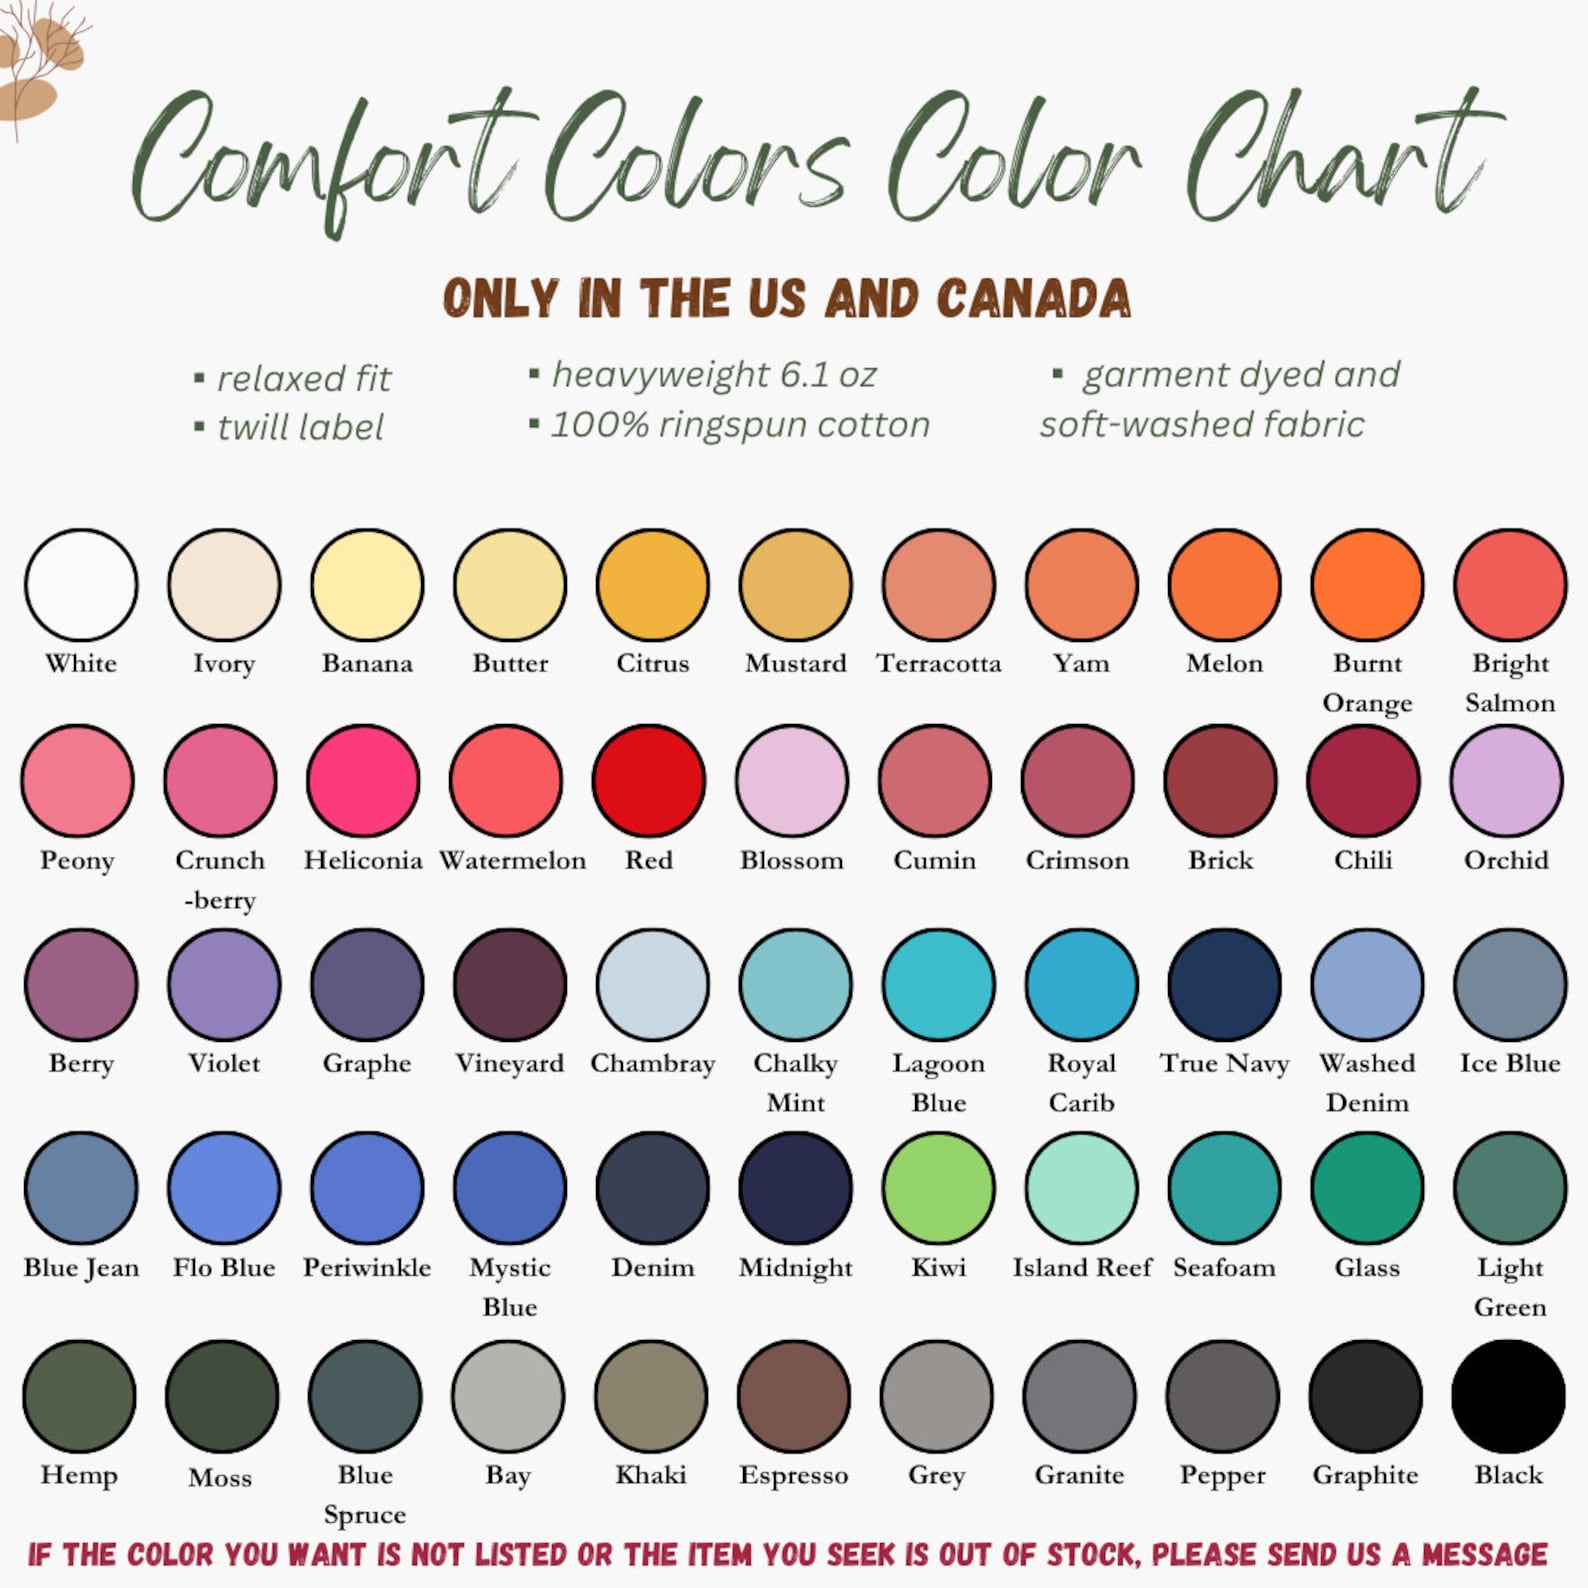 Comfort Colors Color Chart
ONLY IN THE US AND CANADA
▪ relaxed fit
▪ twill label
▪ heavyweight 6.1 oz
▪ 100% ringspun cotton
▪ garment dyed and
soft-washed fabric
White
Ivory
Banana
Butter
Citrus
Mustard
Terracotta
Yam
Melon
Burnt
Orange
Bright
Salmon
Peony
Crunch
-berry
Heliconia
Watermelon
Red
Blossom
Cumin
Crimson
Brick
Chili
Orchid
Berry
Violet
Graphe
Vineyard
Chambray
Chalky
Mint
Lagoon
Blue
Royal
Carib
True Navy
Washed
Denim
Ice Blue
Blue Jean
Flo Blue
Periwinkle
Mystic
Blue
Denim
Midnight
Kiwi
Island Reef
Seafoam
Glass
Light
Green
Hemp
Moss
Blue
Spruce
Bay
Khaki
Espresso
Grey
Granite
Pepper
Graphite
Black
IF THE COLOR YOU WANT IS NOT LISTED OR THE ITEM YOU SEEK IS OUT OF STOCK, PLEASE SEND US A MESSAGE